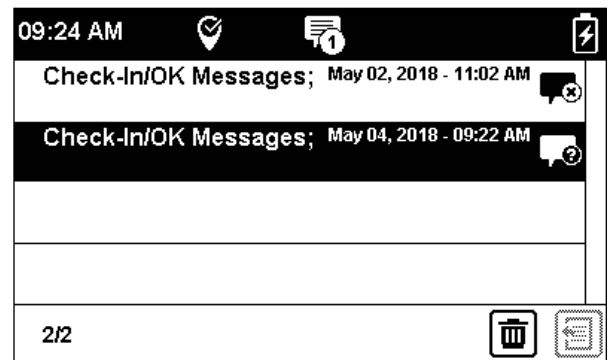 09:24 AM 1
Check-In/OK Messages; May 02, 2018 - 11:02 AM
Check-In/OK Messages; May 04, 2018 - 09:22 AM ?
2/2